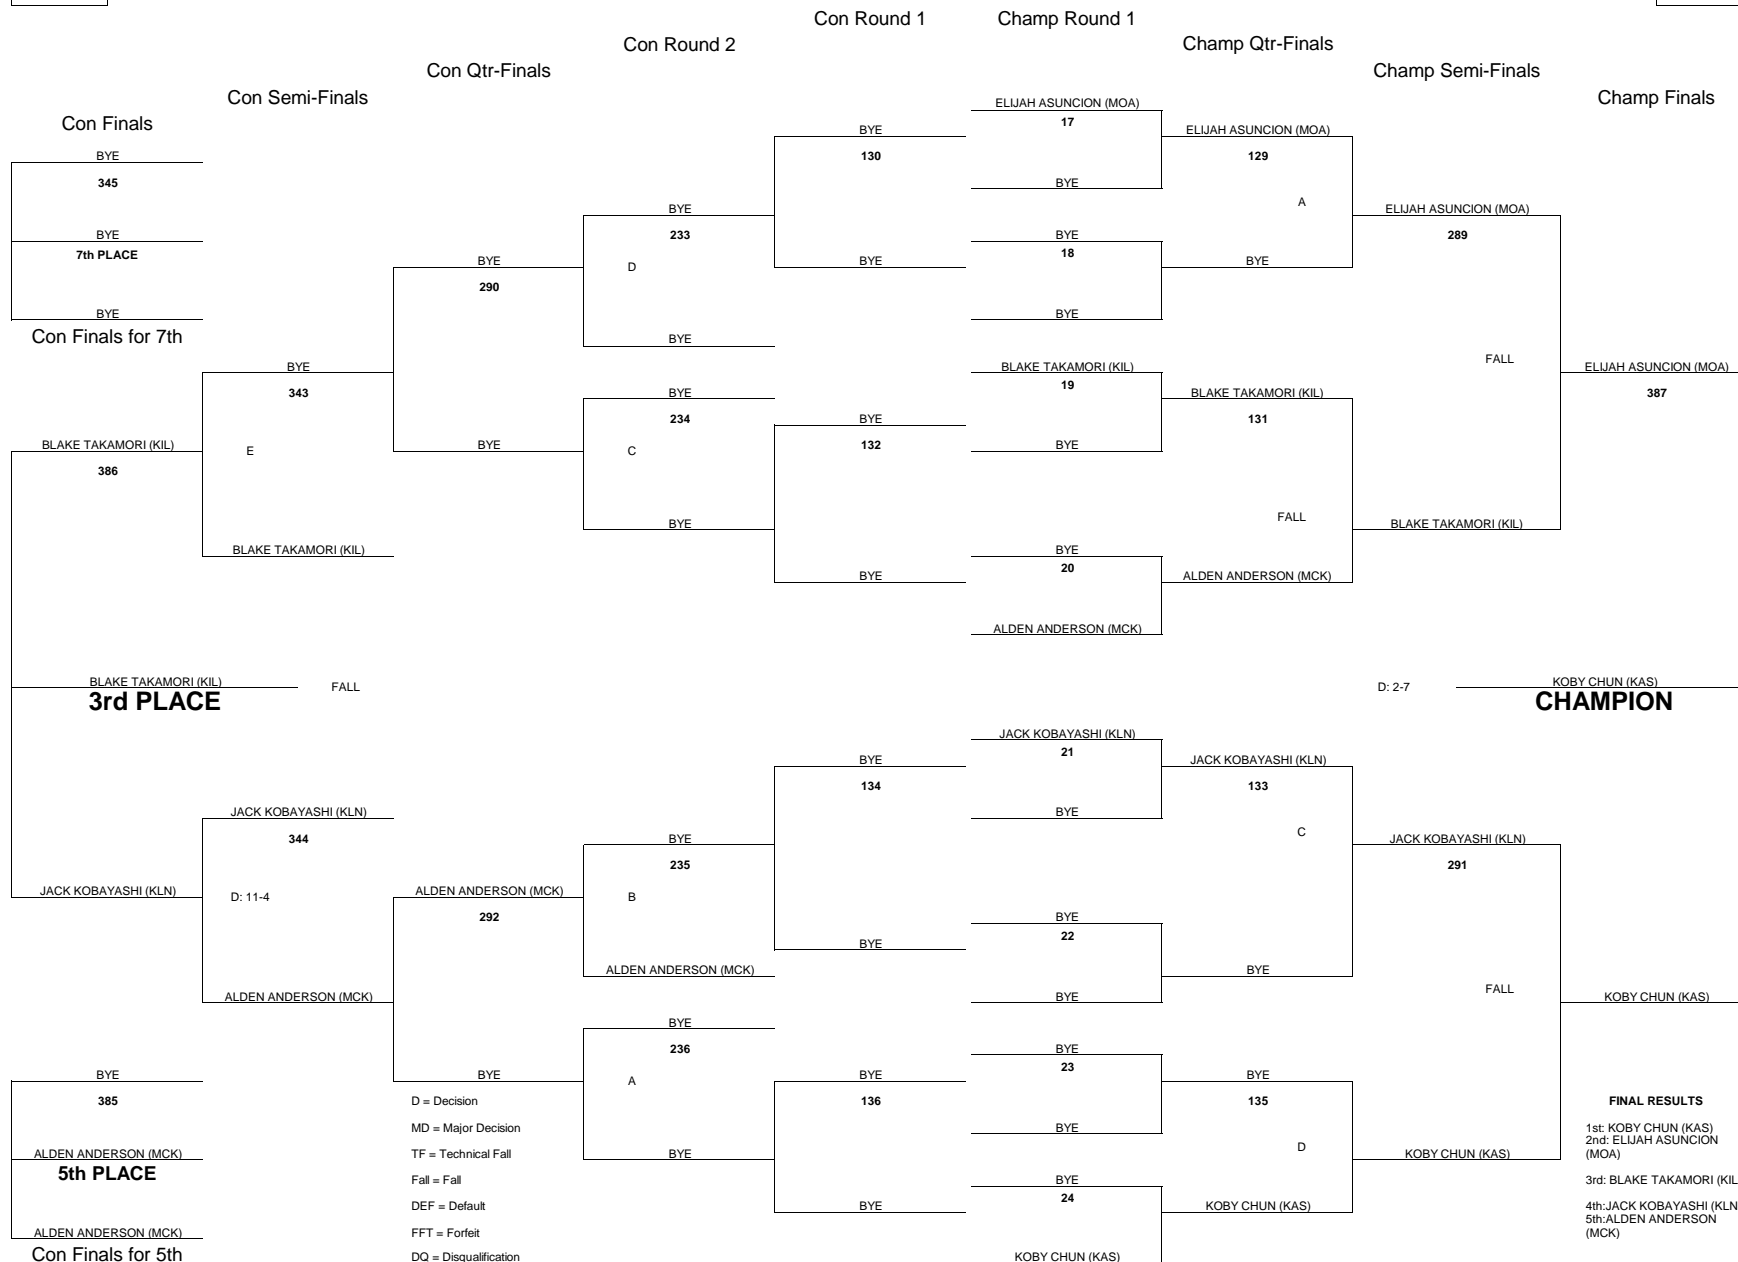 Con Round 1
Champ Round 1
Con Round 2
Champ Qtr-Finals
Con Qtr-Finals
Champ Semi-Finals
Con Semi-Finals
Champ Finals
Con Finals
ELIJAH ASUNCION (MOA)
17
BYE
130
ELIJAH ASUNCION (MOA)
129
BYE
345
BYE
A
BYE
233
ELIJAH ASUNCION (MOA)
289
BYE
7th PLACE
BYE
18
BYE
290
D
BYE
BYE
BYE
BYE
Con Finals for 7th
BYE
FALL
BYE
343
BLAKE TAKAMORI (KIL)
19
ELIJAH ASUNCION (MOA)
387
BYE
234
BLAKE TAKAMORI (KIL)
131
BYE
132
BLAKE TAKAMORI (KIL)
386
E
BYE
C
BYE
FALL
BYE
BLAKE TAKAMORI (KIL)
BLAKE TAKAMORI (KIL)
BYE
20
BYE
ALDEN ANDERSON (MCK)
ALDEN ANDERSON (MCK)
BLAKE TAKAMORI (KIL)
3rd PLACE
FALL
D: 2-7
KOBY CHUN (KAS)
CHAMPION
JACK KOBAYASHI (KLN)
21
BYE
134
JACK KOBAYASHI (KLN)
133
JACK KOBAYASHI (KLN)
344
BYE
C
BYE
235
JACK KOBAYASHI (KLN)
291
JACK KOBAYASHI (KLN)
D: 11-4
ALDEN ANDERSON (MCK)
292
B
BYE
22
BYE
ALDEN ANDERSON (MCK)
BYE
FALL
ALDEN ANDERSON (MCK)
BYE
KOBY CHUN (KAS)
BYE
236
BYE
23
BYE
385
BYE
A
BYE
136
BYE
135
D = Decision
FINAL RESULTS
MD = Major Decision
BYE
1st: KOBY CHUN (KAS)
2nd: ELIJAH ASUNCION
(MOA)
ALDEN ANDERSON (MCK)
5th PLACE
TF = Technical Fall
BYE
D
KOBY CHUN (KAS)
Fall = Fall
BYE
24
3rd: BLAKE TAKAMORI (KIL
DEF = Default
BYE
KOBY CHUN (KAS)
4th:JACK KOBAYASHI (KLN
5th:ALDEN ANDERSON
(MCK)
ALDEN ANDERSON (MCK)
FFT = Forfeit
Con Finals for 5th
DQ = Disqualification
KOBY CHUN (KAS)